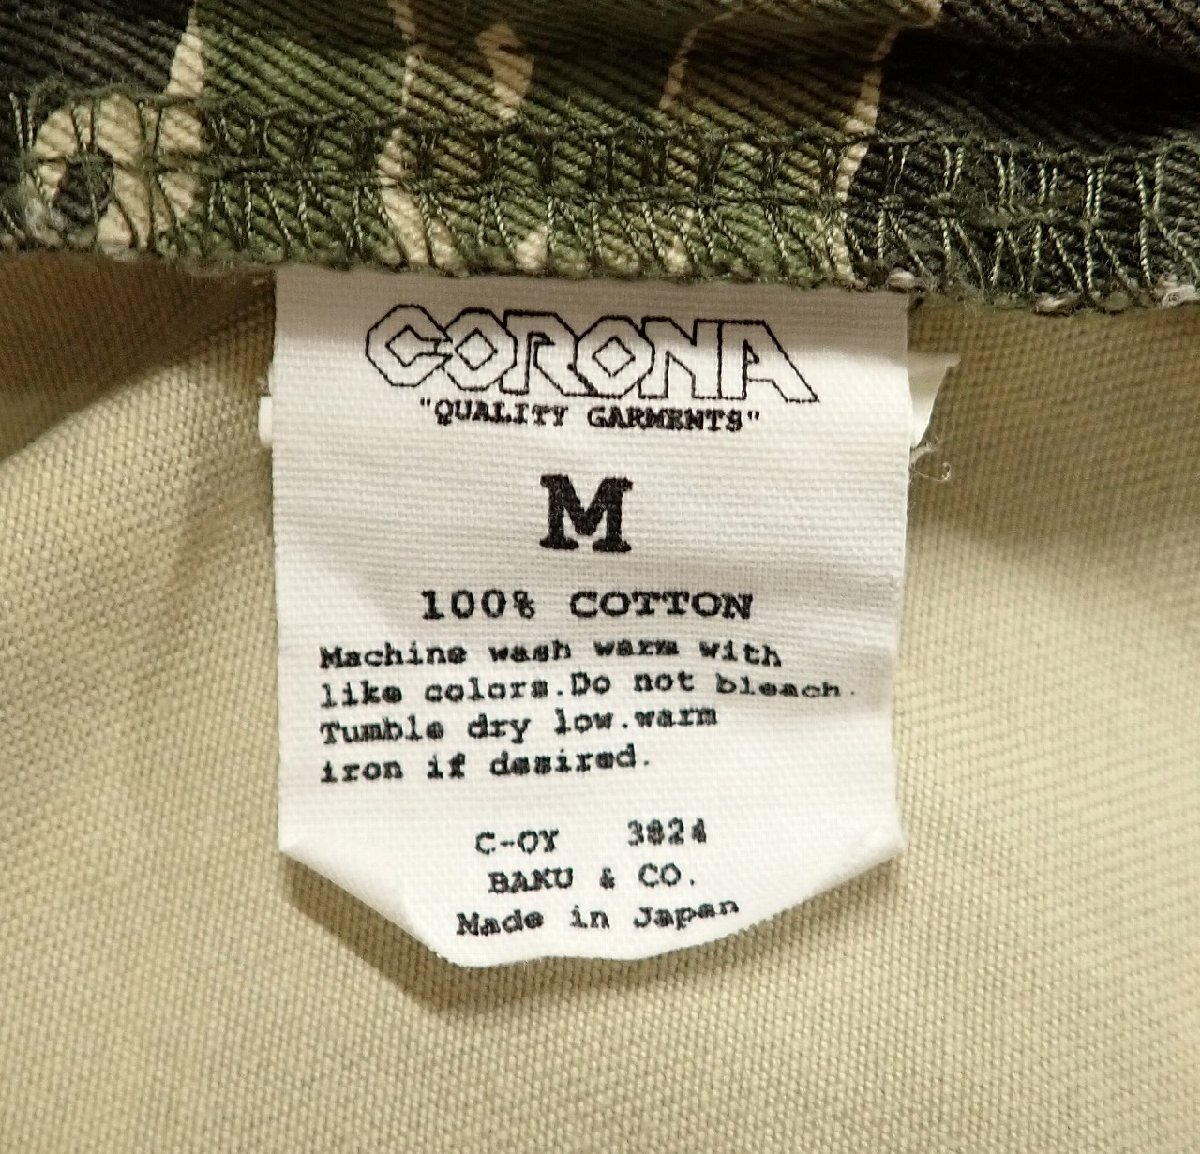 CORONA
"QUALITY GARMENTS"
M
100% COTTON
Machine wash warm with
like colors.Do not bleach.
Tumble dry low.warm
iron if desired.
C-OY 3824
BAKU & CO.
Made in Japan